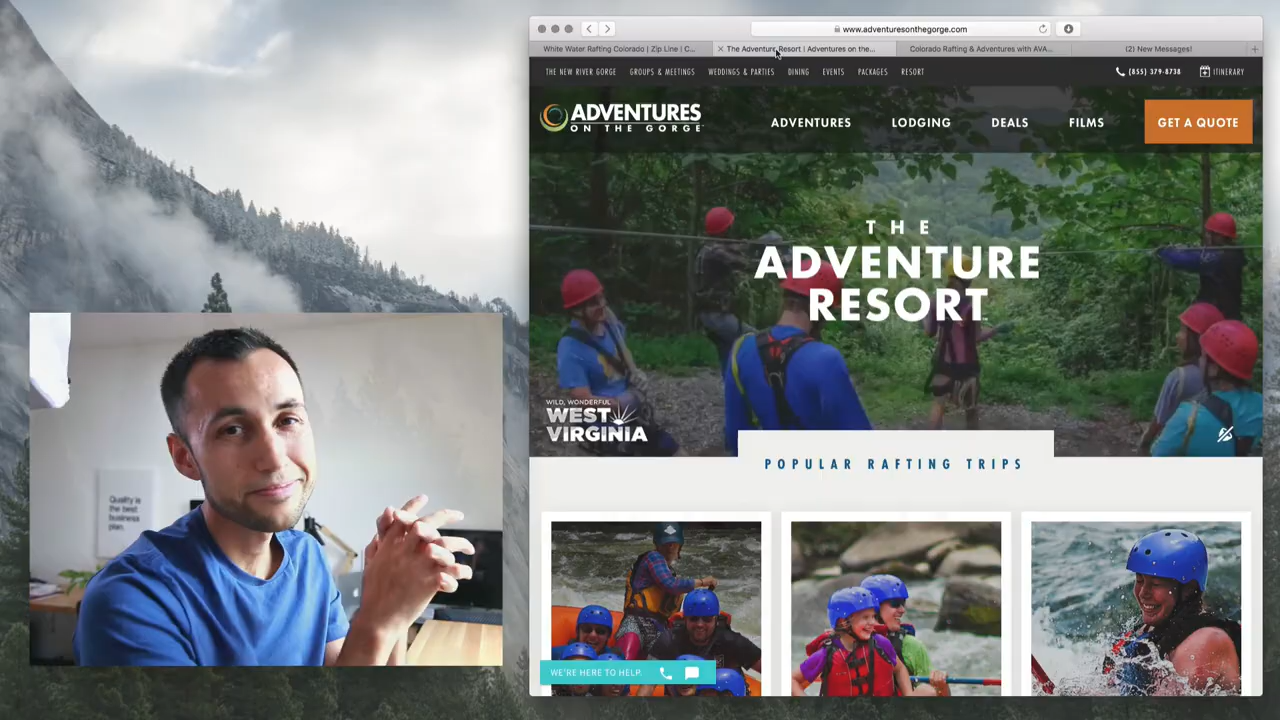 www.adventuresonthegorge.com
White Water Rafting Colorado | Zip Line | C...
The Adventure Resort | Adventures on the...
Colorado Rafting & Adventures with AVA...
(2) New Messages!
THE NEW RIVER GORGE GROUPS & MEETINGS WEDDINGS & PARTIES DINING EVENTS PACKAGES RESORT (855) 379-8738 ITINERARY
ADVENTURES
ON THE GORGE
ADVENTURES LODGING DEALS FILMS GET A QUOTE
THE
ADVENTURE
RESORT
WILD, WONDERFUL
WEST
VIRGINIA
POPULAR RAFTING TRIPS
WE'RE HERE TO HELP.
Quality is
the best
business
plan.